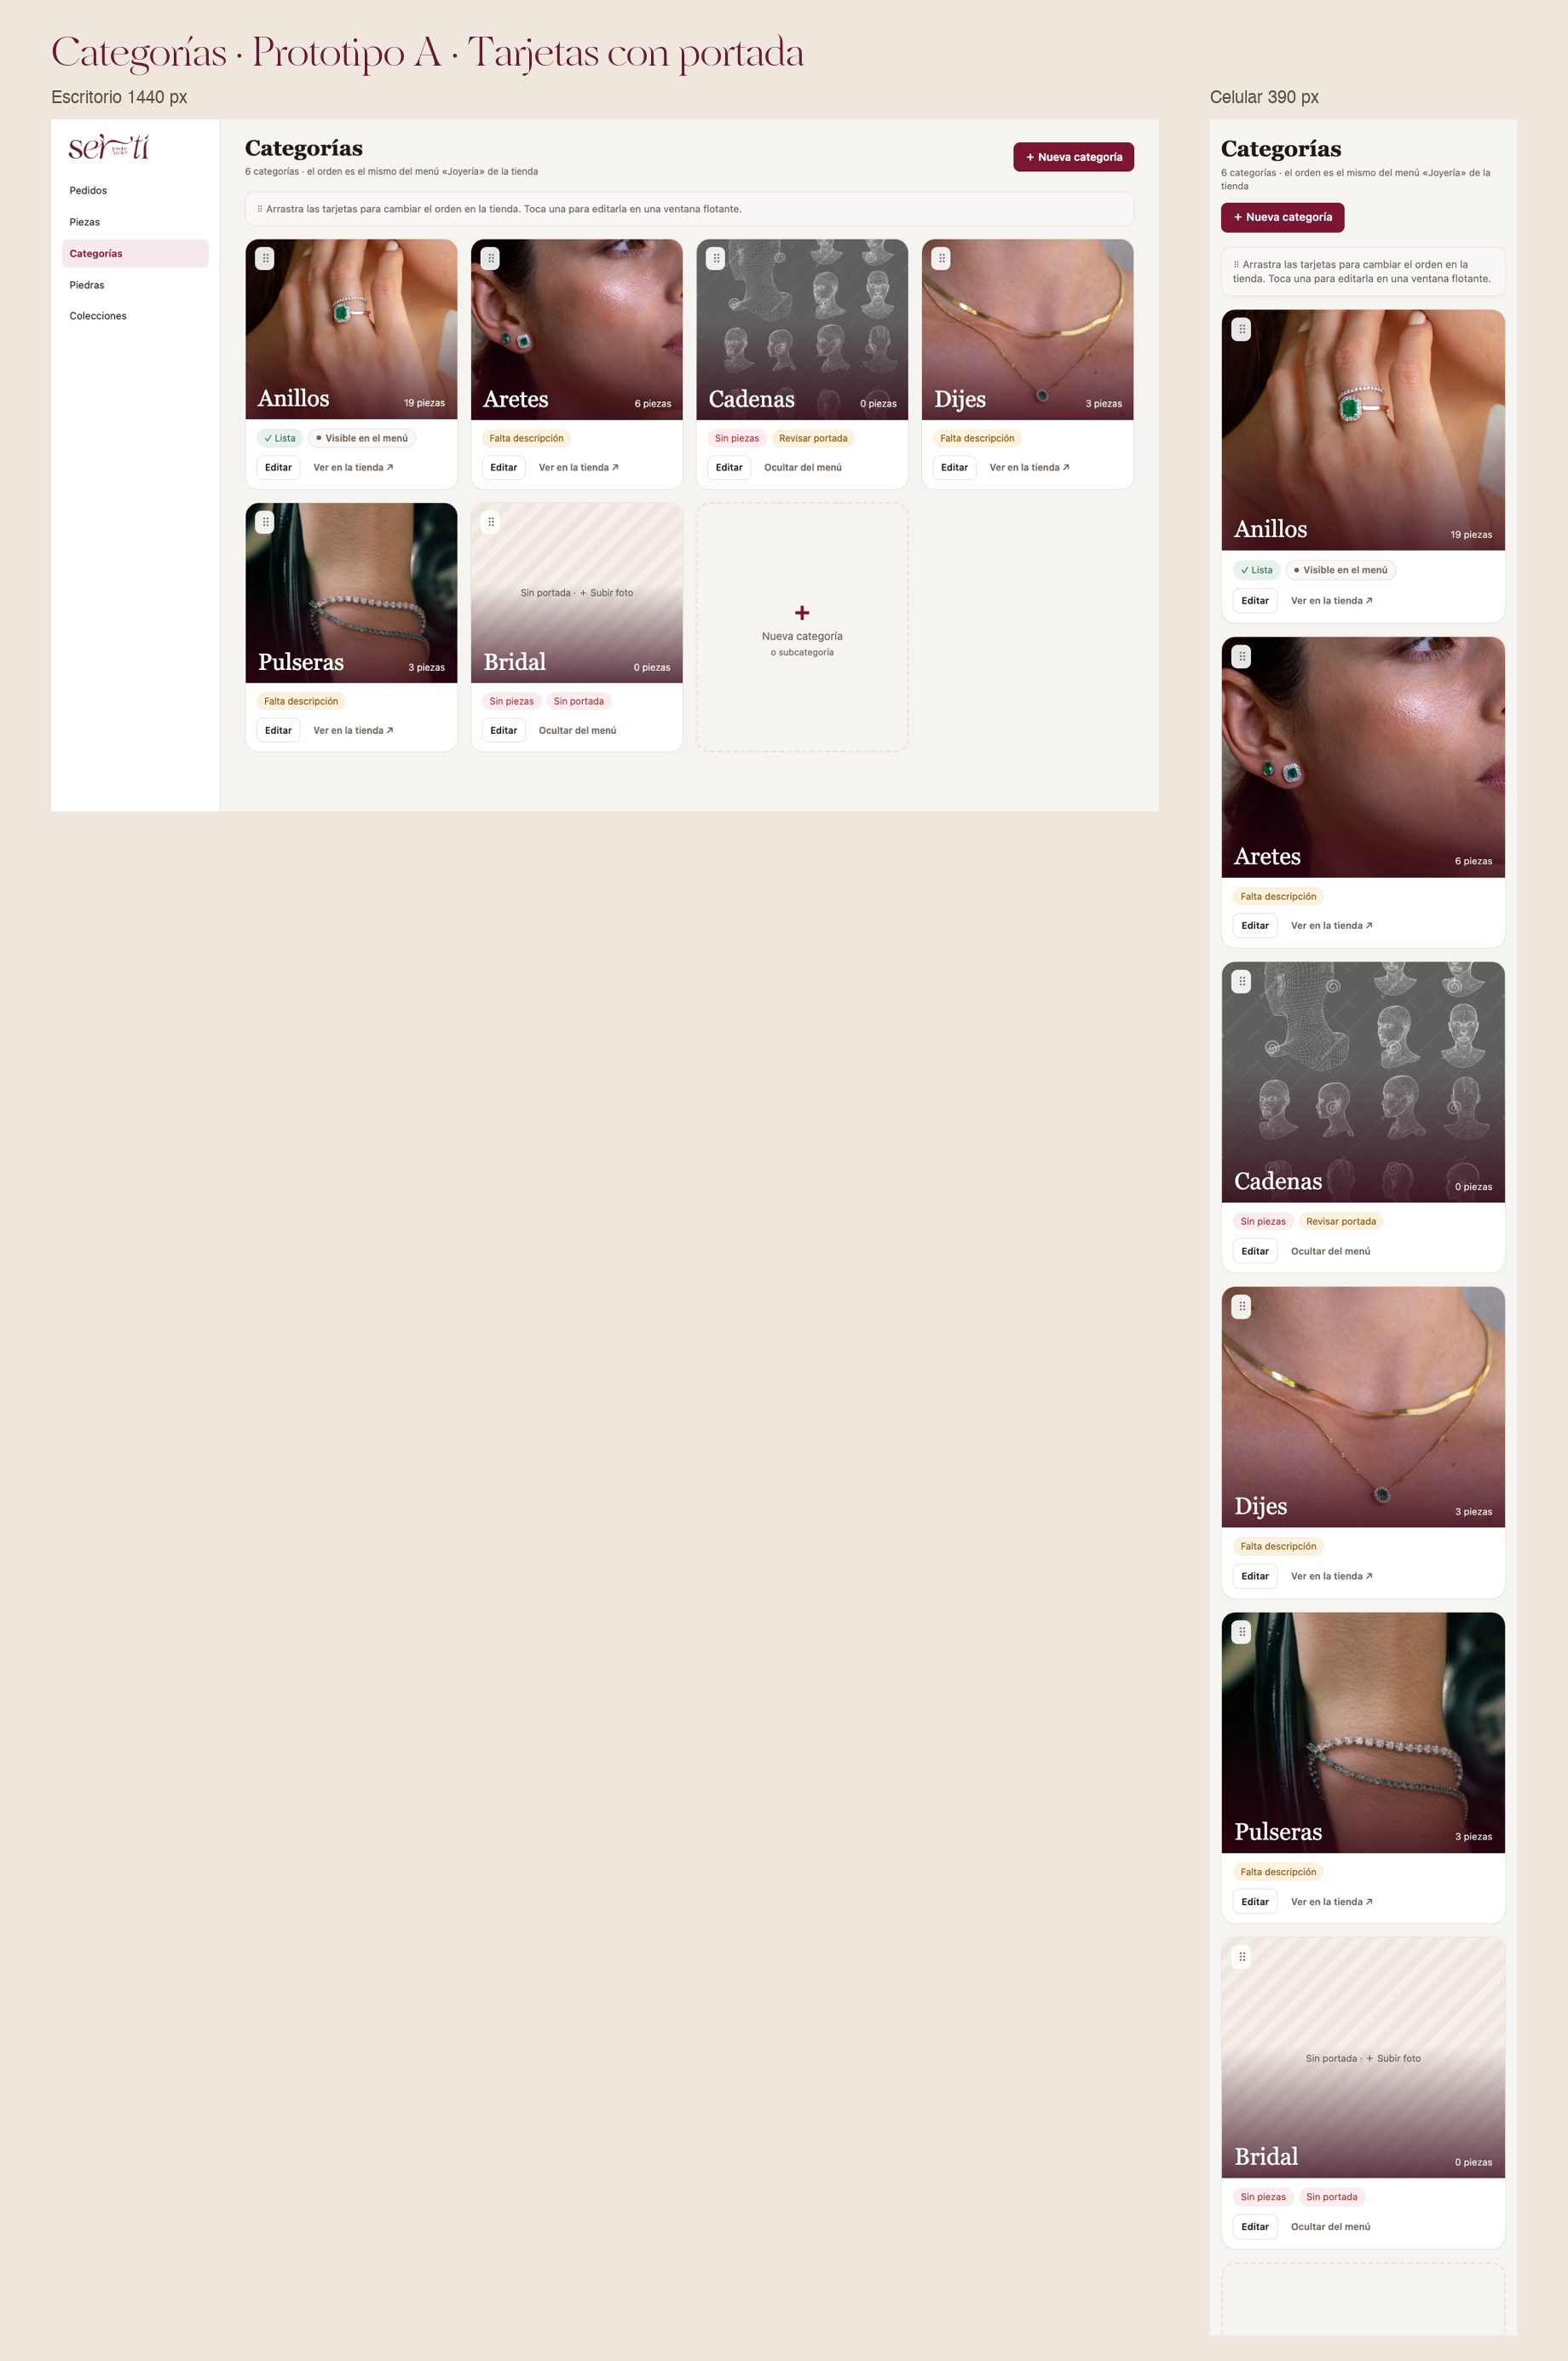 Categorías · Prototipo A · Tarjetas con portada
Escritorio 1440 px
ser~tí
Pedidos
Piezas
Categorías
Piedras
Colecciones
Categorías
6 categorías · el orden es el mismo del menú «Joyería» de la tienda
+ Nueva categoría
⠿ Arrastra las tarjetas para cambiar el orden en la tienda. Toca una para editarla en una ventana flotante.
Anillos 19 piezas
✓ Lista ● Visible en el menú
Editar Ver en la tienda ↗
Aretes 6 piezas
Falta descripción
Editar Ver en la tienda ↗
Cadenas 0 piezas
Sin piezas Revisar portada
Editar Ocultar del menú
Dijes 3 piezas
Falta descripción
Editar Ver en la tienda ↗
Pulseras 3 piezas
Falta descripción
Editar Ver en la tienda ↗
Sin portada · + Subir foto
Bridal 0 piezas
Sin piezas Sin portada
Editar Ocultar del menú
+
Nueva categoría
o subcategoría
Celular 390 px
Categorías
6 categorías · el orden es el mismo del menú «Joyería» de la
tienda
+ Nueva categoría
⠿ Arrastra las tarjetas para cambiar el orden en la
tienda. Toca una para editarla en una ventana flotante.
Anillos 19 piezas
✓ Lista ● Visible en el menú
Editar Ver en la tienda ↗
Aretes 6 piezas
Falta descripción
Editar Ver en la tienda ↗
Cadenas 0 piezas
Sin piezas Revisar portada
Editar Ocultar del menú
Dijes 3 piezas
Falta descripción
Editar Ver en la tienda ↗
Pulseras 3 piezas
Falta descripción
Editar Ver en la tienda ↗
Sin portada · + Subir foto
Bridal 0 piezas
Sin piezas Sin portada
Editar Ocultar del menú